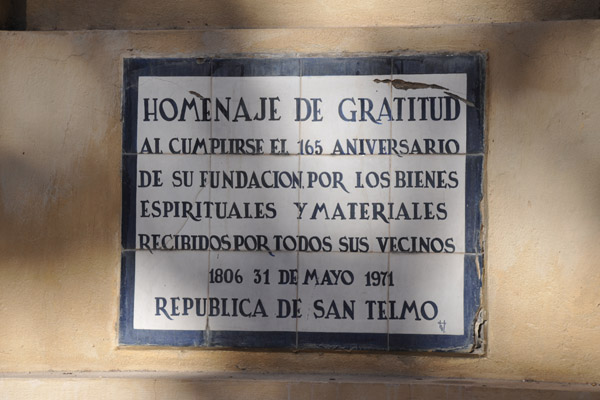 HOMENAJE DE GRATITUD
AL CUMPLIRSE EL 165 ANIVERSARIO
DE SU FUNDACION. POR LOS BIENES
ESPIRITUALES Y MATERIALES
RECIBIDOS POR TODOS SUS VECINOS
1806 31 DE MAYO 1971
REPUBLICA DE SAN TELMO